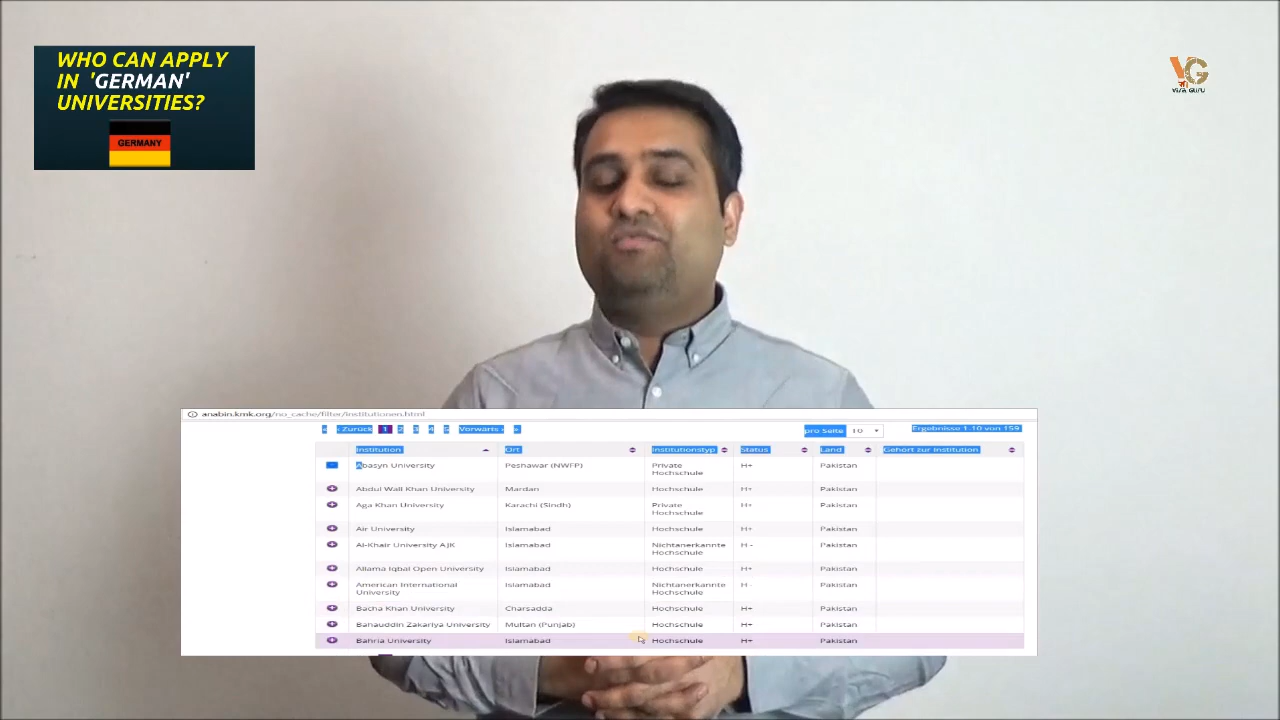 WHO CAN APPLY
IN 'GERMAN'
UNIVERSITIES?
GERMANY
VG
VISA GURU
anabin.kmk.org/no_cache/filter/institutionen.html
« ‹ Zurück 1 2 3 4 5 Vorwärts › » pro Seite 10 Ergebnisse 1-10 von 159
Institution Ort Institutionstyp Status Land Gehört zur Institution
Abasyn University Peshawar (NWFP) Private H+ Pakistan
Hochschule
Abdul Wali Khan University Mardan Hochschule H+ Pakistan
Aga Khan University Karachi (Sindh) Private H+ Pakistan
Hochschule
Air University Islamabad Hochschule H+ Pakistan
Al-Khair University AJK Islamabad Nichtanerkannte H - Pakistan
Hochschule
Allama Iqbal Open University Islamabad Hochschule H+ Pakistan
American International Islamabad Nichtanerkannte H - Pakistan
University Hochschule
Bacha Khan University Charsadda Hochschule H+ Pakistan
Bahauddin Zakariya University Multan (Punjab) Hochschule H+ Pakistan
Bahria University Islamabad Hochschule H+ Pakistan